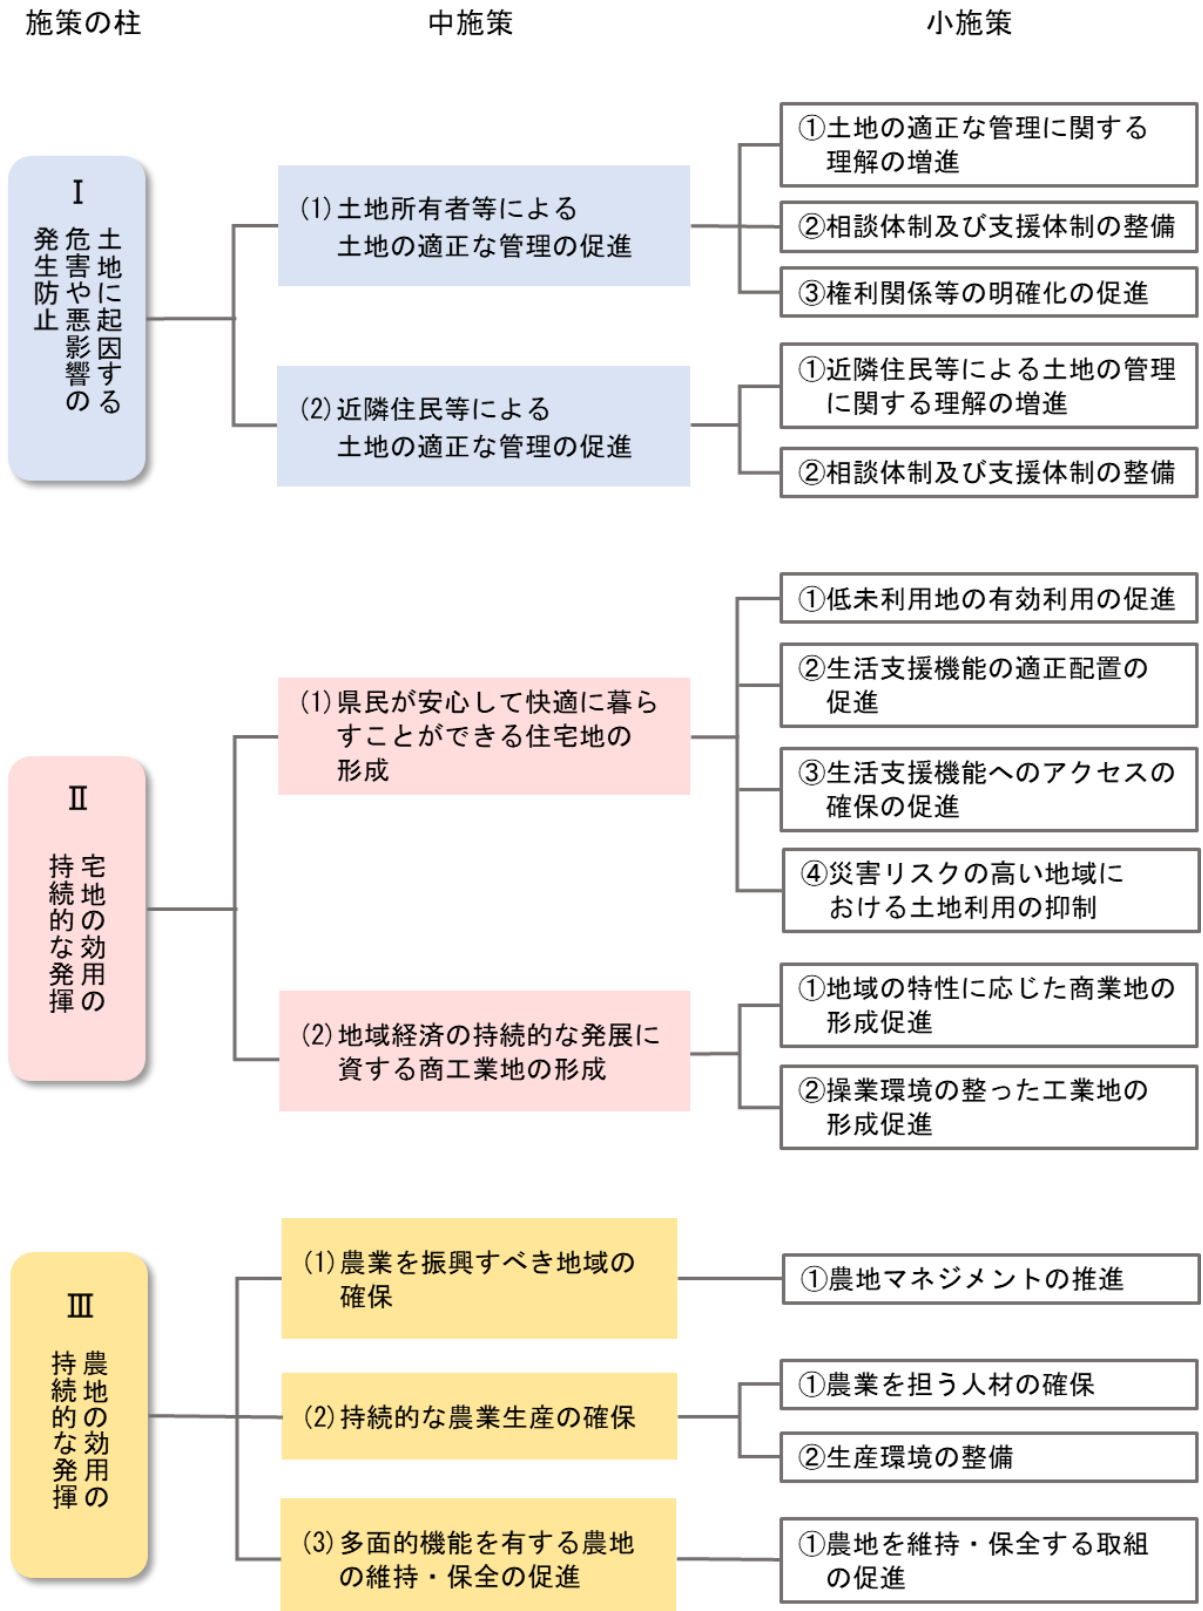 施策の柱
中施策
小施策
Ⅰ
土地に起因する
危害や悪影響の
発生防止
(1)土地所有者等による
土地の適正な管理の促進
①土地の適正な管理に関する
理解の増進
②相談体制及び支援体制の整備
③権利関係等の明確化の促進
(2)近隣住民等による
土地の適正な管理の促進
①近隣住民等による土地の管理
に関する理解の増進
②相談体制及び支援体制の整備
Ⅱ
宅地の効用の
持続的な発揮
(1)県民が安心して快適に暮ら
すことができる住宅地の
形成
①低未利用地の有効利用の促進
②生活支援機能の適正配置の
促進
③生活支援機能へのアクセスの
確保の促進
④災害リスクの高い地域に
おける土地利用の抑制
(2)地域経済の持続的な発展に
資する商工業地の形成
①地域の特性に応じた商業地の
形成促進
②操業環境の整った工業地の
形成促進
Ⅲ
農地の効用の
持続的な発揮
(1)農業を振興すべき地域の
確保
①農地マネジメントの推進
(2)持続的な農業生産の確保
①農業を担う人材の確保
②生産環境の整備
(3)多面的機能を有する農地
の維持・保全の促進
①農地を維持・保全する取組
の促進